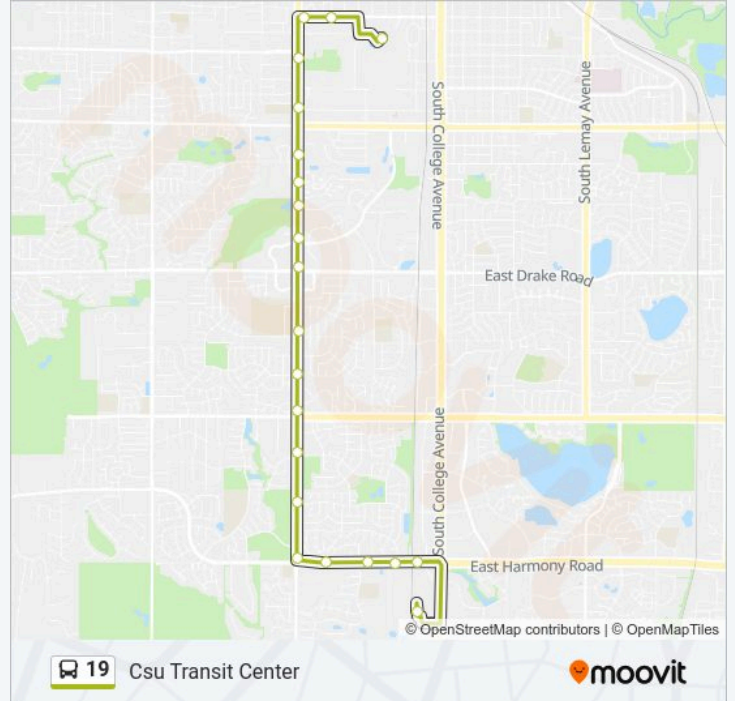 South College Avenue
South Lemay Avenue
East Drake Road
South College Avenue
East Harmony Road
© OpenStreetMap contributors | © OpenMapTiles
19 Csu Transit Center
moovit